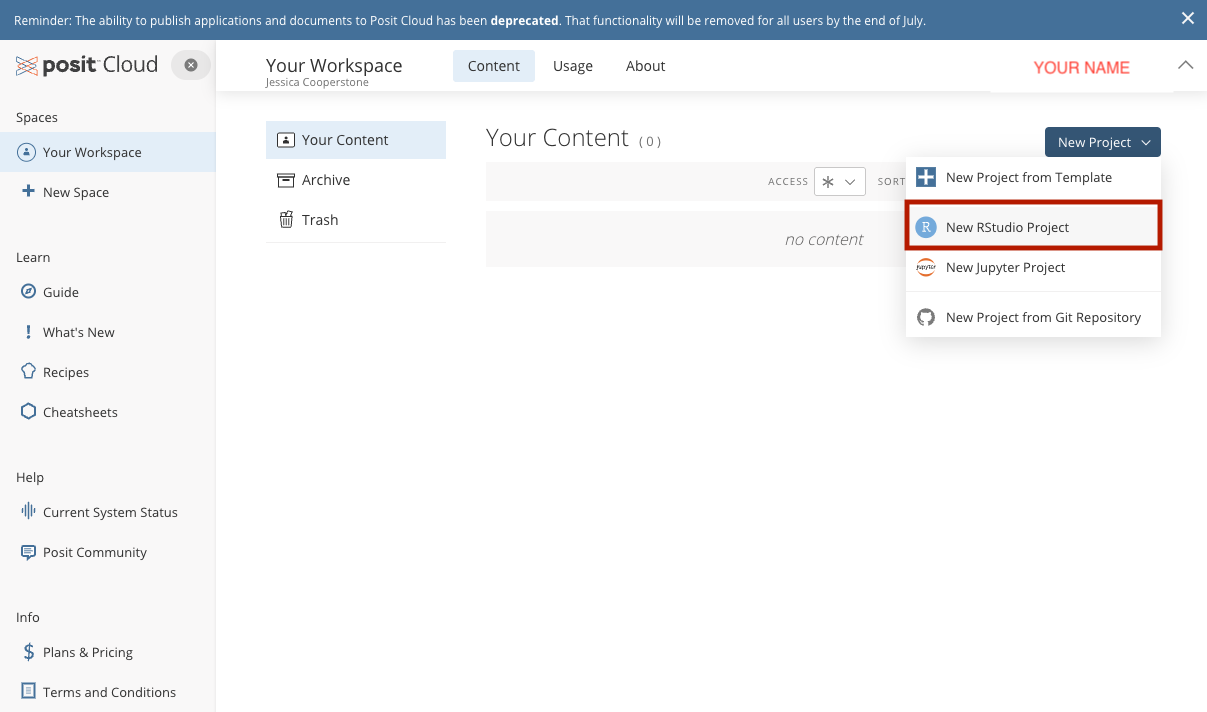 Reminder: The ability to publish applications and documents to Posit Cloud has been deprecated. That functionality will be removed for all users by the end of July.
posit Cloud
Your Workspace
Jessica Cooperstone
Content
Usage
About
YOUR NAME
Spaces
Your Workspace
New Space
Learn
Guide
What's New
Recipes
Cheatsheets
Help
Current System Status
Posit Community
Info
Plans & Pricing
Terms and Conditions
Your Content
Archive
Trash
Your Content ( 0 )
ACCESS
SORT
no content
New Project
New Project from Template
R New RStudio Project
jupyter New Jupyter Project
New Project from Git Repository